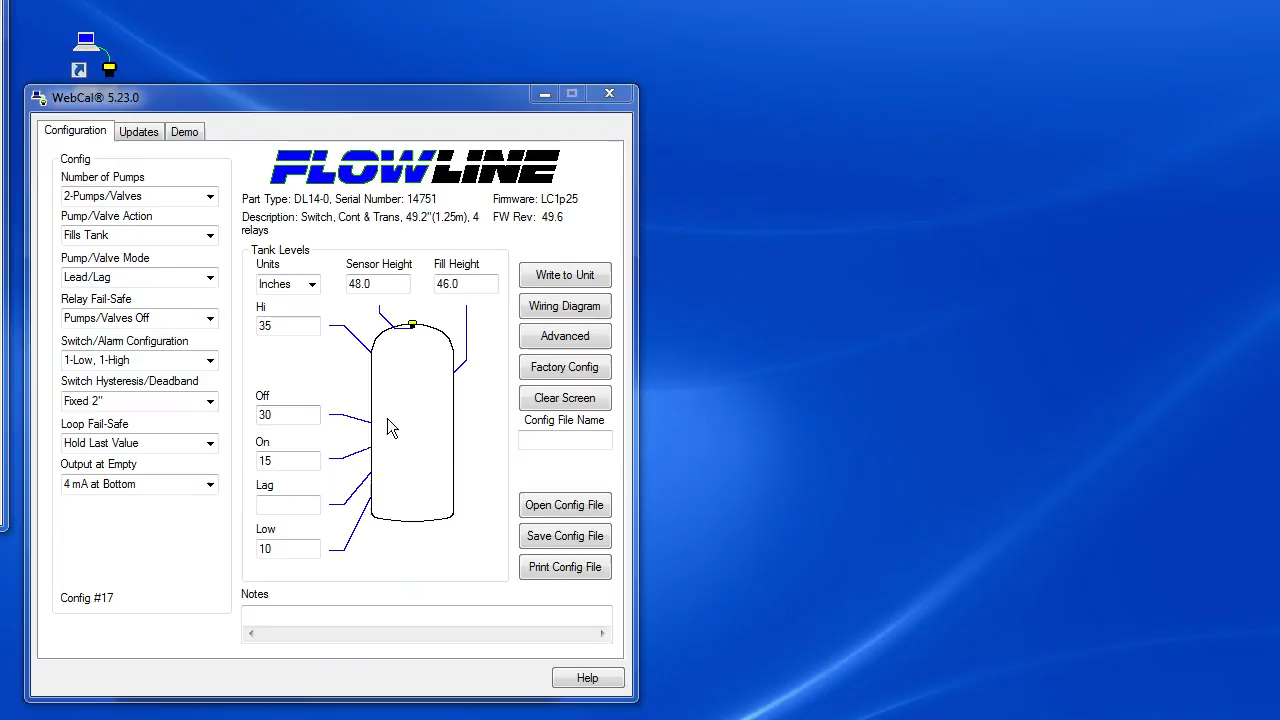 WebCal® 5.23.0
Configuration
Updates
Demo
Config
Number of Pumps
2-Pumps/Valves
Pump/Valve Action
Fills Tank
Pump/Valve Mode
Lead/Lag
Relay Fail-Safe
Pumps/Valves Off
Switch/Alarm Configuration
1-Low, 1-High
Switch Hysteresis/Deadband
Fixed 2"
Loop Fail-Safe
Hold Last Value
Output at Empty
4 mA at Bottom
Config #17
FLOWLINE
Part Type: DL14-0, Serial Number: 14751
Firmware: LC1p25
Description: Switch, Cont & Trans, 49.2"(1.25m), 4
relays
FW Rev: 49.6
Tank Levels
Units
Sensor Height
Fill Height
Inches
48.0
46.0
Hi
35
Off
30
On
15
Lag
Low
10
Write to Unit
Wiring Diagram
Advanced
Factory Config
Clear Screen
Config File Name
Open Config File
Save Config File
Print Config File
Notes
Help